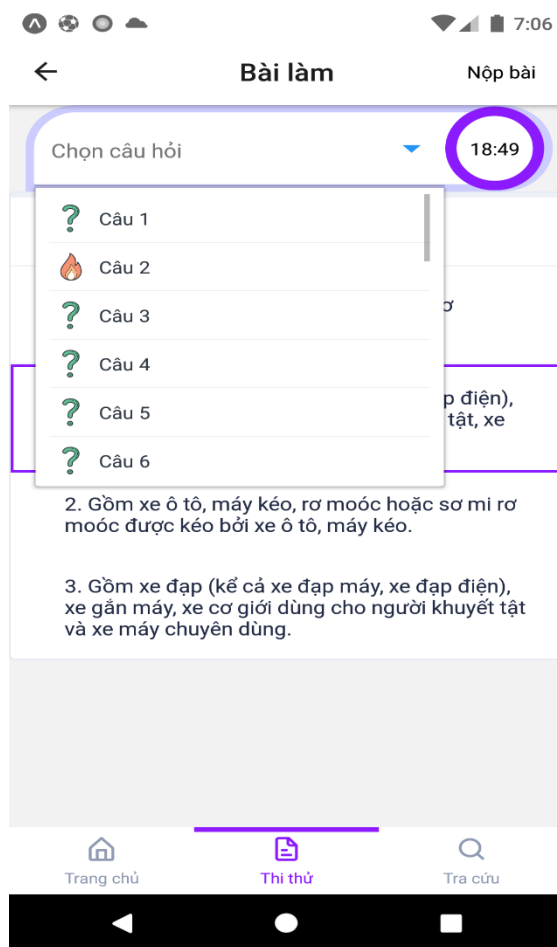 7:06
Bài làm
Nộp bài
Chọn câu hỏi
18:49
Câu 1
Câu 2
Câu 3
Câu 4
Câu 5
Câu 6
ơ
p điện),
tật, xe
2. Gồm xe ô tô, máy kéo, rơ moóc hoặc sơ mi rơ
moóc được kéo bởi xe ô tô, máy kéo.
3. Gồm xe đạp (kể cả xe đạp máy, xe đạp điện),
xe gắn máy, xe cơ giới dùng cho người khuyết tật
và xe máy chuyên dùng.
Trang chủ
Thi thử
Tra cứu